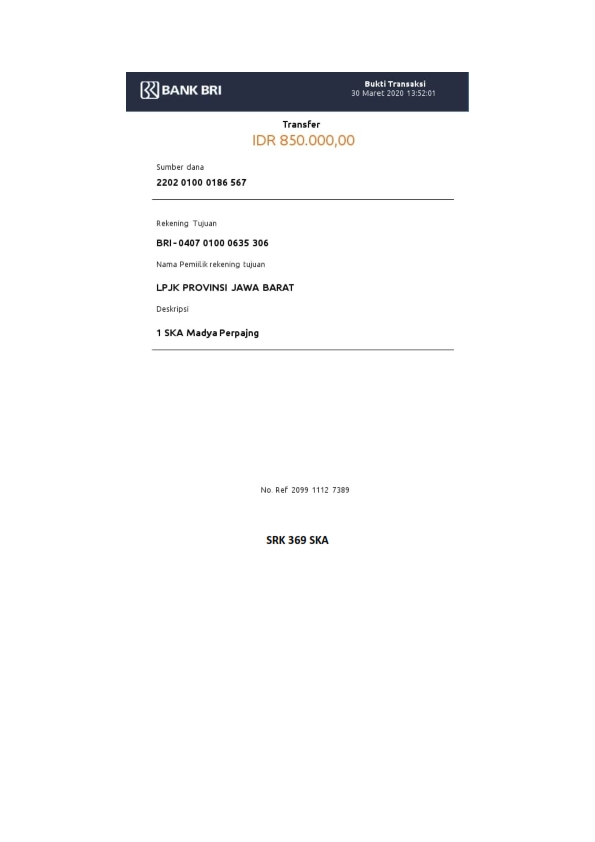 BANK BRI
Bukti Transaksi
30 Maret 2020 13:52:01
Transfer
IDR 850.000,00
Sumber dana
2202 0100 0186 567
Rekening Tujuan
BRI - 0407 0100 0635 306
Nama Pemiilik rekening tujuan
LPJK PROVINSI JAWA BARAT
Deskripsi
1 SKA Madya Perpajng
No. Ref 2099 1112 7389
SRK 369 SKA